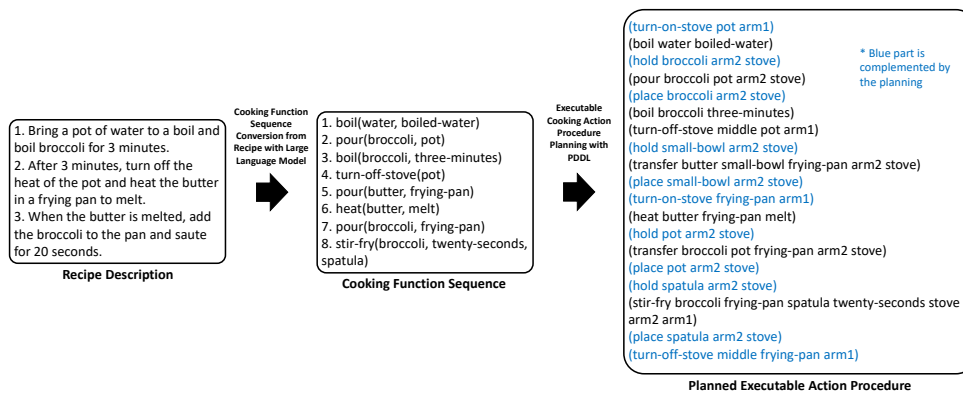 1. Bring a pot of water to a boil and
boil broccoli for 3 minutes.
2. After 3 minutes, turn off the
heat of the pot and heat the butter
in a frying pan to melt.
3. When the butter is melted, add
the broccoli to the pan and saute
for 20 seconds.
Recipe Description
Cooking Function
Sequence
Conversion from
Recipe with Large
Language Model
1. boil(water, boiled-water)
2. pour(broccoli, pot)
3. boil(broccoli, three-minutes)
4. turn-off-stove(pot)
5. pour(butter, frying-pan)
6. heat(butter, melt)
7. pour(broccoli, frying-pan)
8. stir-fry(broccoli, twenty-seconds,
spatula)
Cooking Function Sequence
Executable
Cooking Action
Procedure
Planning with
PDDL
(turn-on-stove pot arm1)
(boil water boiled-water)
(hold broccoli arm2 stove)
(pour broccoli pot arm2 stove)
(place broccoli arm2 stove)
(boil broccoli three-minutes)
(turn-off-stove middle pot arm1)
(hold small-bowl arm2 stove)
(transfer butter small-bowl frying-pan arm2 stove)
(place small-bowl arm2 stove)
(turn-on-stove frying-pan arm1)
(heat butter frying-pan melt)
(hold pot arm2 stove)
(transfer broccoli pot frying-pan arm2 stove)
(place pot arm2 stove)
(hold spatula arm2 stove)
(stir-fry broccoli frying-pan spatula twenty-seconds stove
arm2 arm1)
(place spatula arm2 stove)
(turn-off-stove middle frying-pan arm1)
* Blue part is
complemented by
the planning
Planned Executable Action Procedure